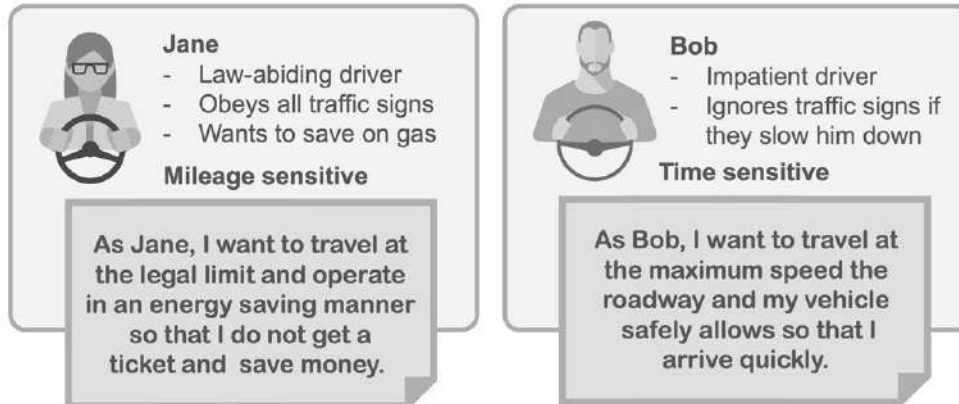 Jane
- Law-abiding driver
- Obeys all traffic signs
- Wants to save on gas
Mileage sensitive
As Jane, I want to travel at
the legal limit and operate
in an energy saving manner
so that I do not get a
ticket and save money.
Bob
- Impatient driver
- Ignores traffic signs if
they slow him down
Time sensitive
As Bob, I want to travel at
the maximum speed the
roadway and my vehicle
safely allows so that I
arrive quickly.